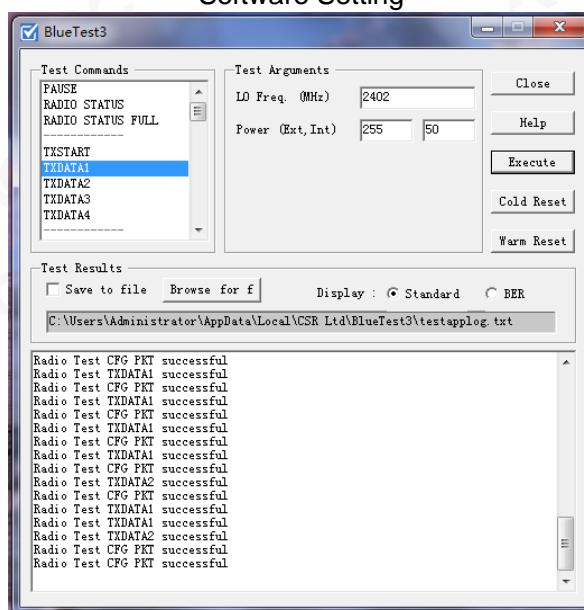 Software Setting
BlueTest3
Test Commands
PAUSE
RADIO STATUS
RADIO STATUS FULL
------------
TXSTART
TXDATA1
TXDATA2
TXDATA3
TXDATA4
------------
Test Arguments
LO Freq. (MHz) 2402
Power (Ext, Int) 255 50
Close
Help
Execute
Cold Reset
Warm Reset
Test Results
Save to file Browse for f Display : Standard BER
C:\Users\Administrator\AppData\Local\CSR Ltd\BlueTest3\testapplog.txt
Radio Test CFG PKT successful
Radio Test TXDATA1 successful
Radio Test CFG PKT successful
Radio Test TXDATA1 successful
Radio Test CFG PKT successful
Radio Test TXDATA1 successful
Radio Test CFG PKT successful
Radio Test TXDATA1 successful
Radio Test CFG PKT successful
Radio Test TXDATA2 successful
Radio Test CFG PKT successful
Radio Test TXDATA1 successful
Radio Test TXDATA1 successful
Radio Test TXDATA2 successful
Radio Test CFG PKT successful
Radio Test CFG PKT successful